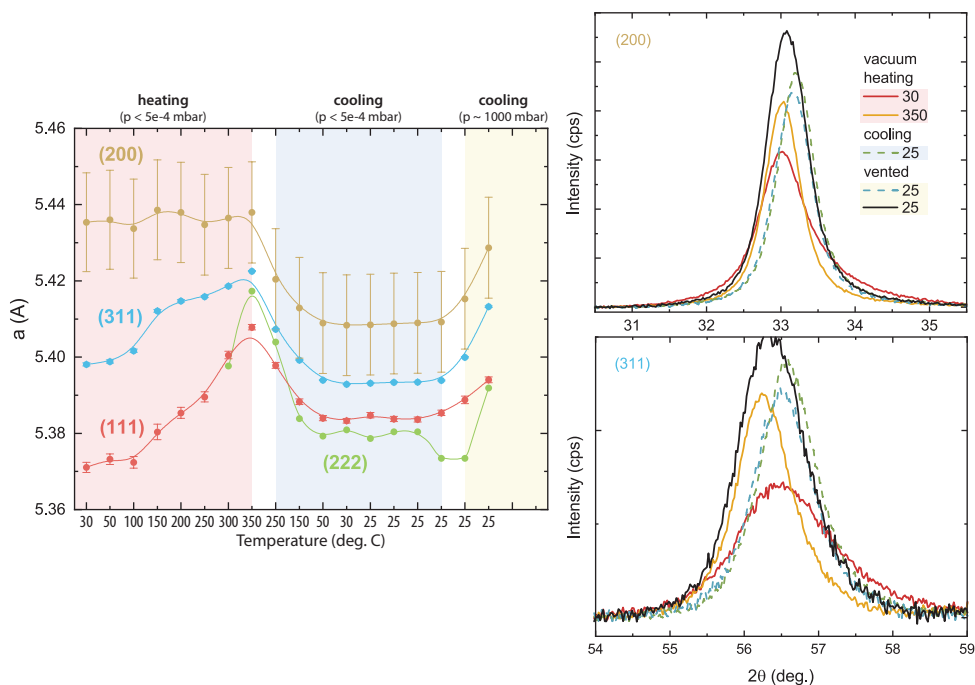 heating
(p < 5e-4 mbar)
cooling
(p < 5e-4 mbar)
cooling
(p ~ 1000 mbar)
5.46
5.44
5.42
5.40
5.38
5.36
a (A)
(200)
(311)
(111)
(222)
30 50 100 150 200 250 300 350 250 150 50 30 25 25 25 25 25 25
Temperature (deg. C)
(200)
vacuum
heating
30
350
cooling
25
vented
25
25
Intensity (cps)
31 32 33 34 35
(311)
Intensity (cps)
54 55 56 57 58 59
2θ (deg.)